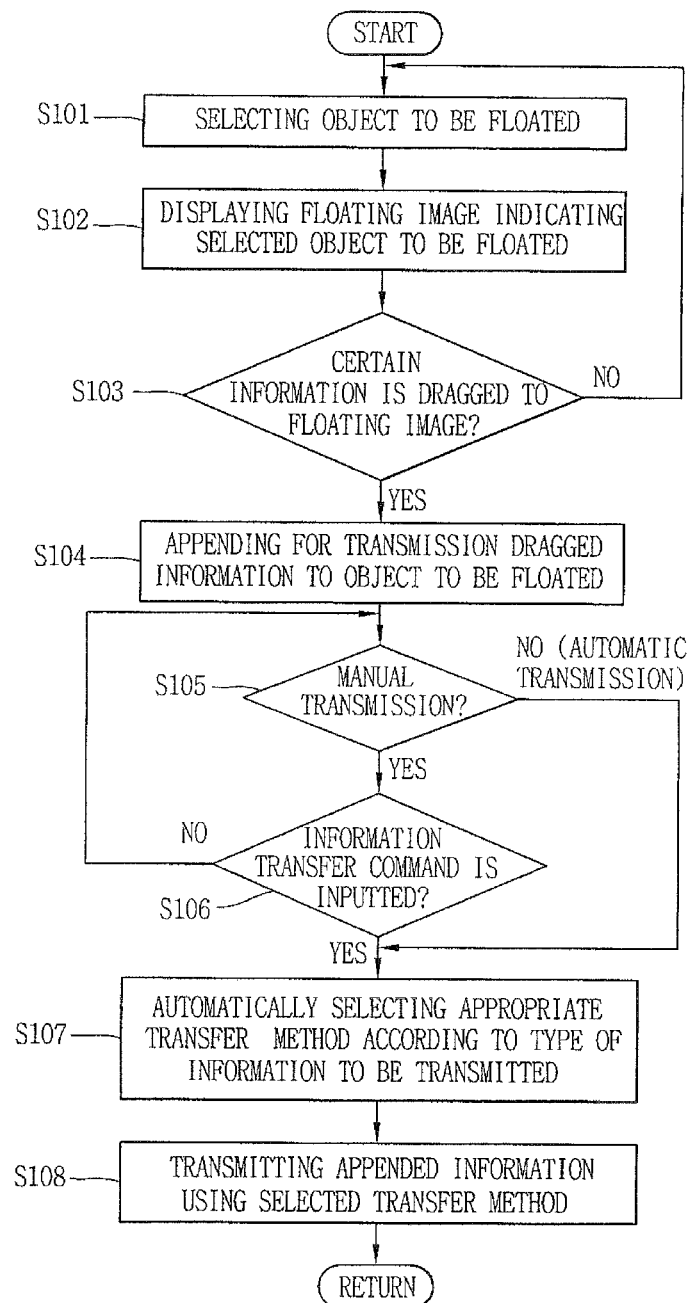 START
S101
SELECTING OBJECT TO BE FLOATED
S102
DISPLAYING FLOATING IMAGE INDICATING
SELECTED OBJECT TO BE FLOATED
S103
CERTAIN
INFORMATION IS DRAGGED TO
FLOATING IMAGE?
NO
YES
S104
APPENDING FOR TRANSMISSION DRAGGED
INFORMATION TO OBJECT TO BE FLOATED
S105
MANUAL
TRANSMISSION?
NO (AUTOMATIC
TRANSMISSION)
YES
NO
INFORMATION
TRANSFER COMMAND IS
INPUTTED?
S106
YES
S107
AUTOMATICALLY SELECTING APPROPRIATE
TRANSFER METHOD ACCORDING TO TYPE OF
INFORMATION TO BE TRANSMITTED
S108
TRANSMITTING APPENDED INFORMATION
USING SELECTED TRANSFER METHOD
RETURN